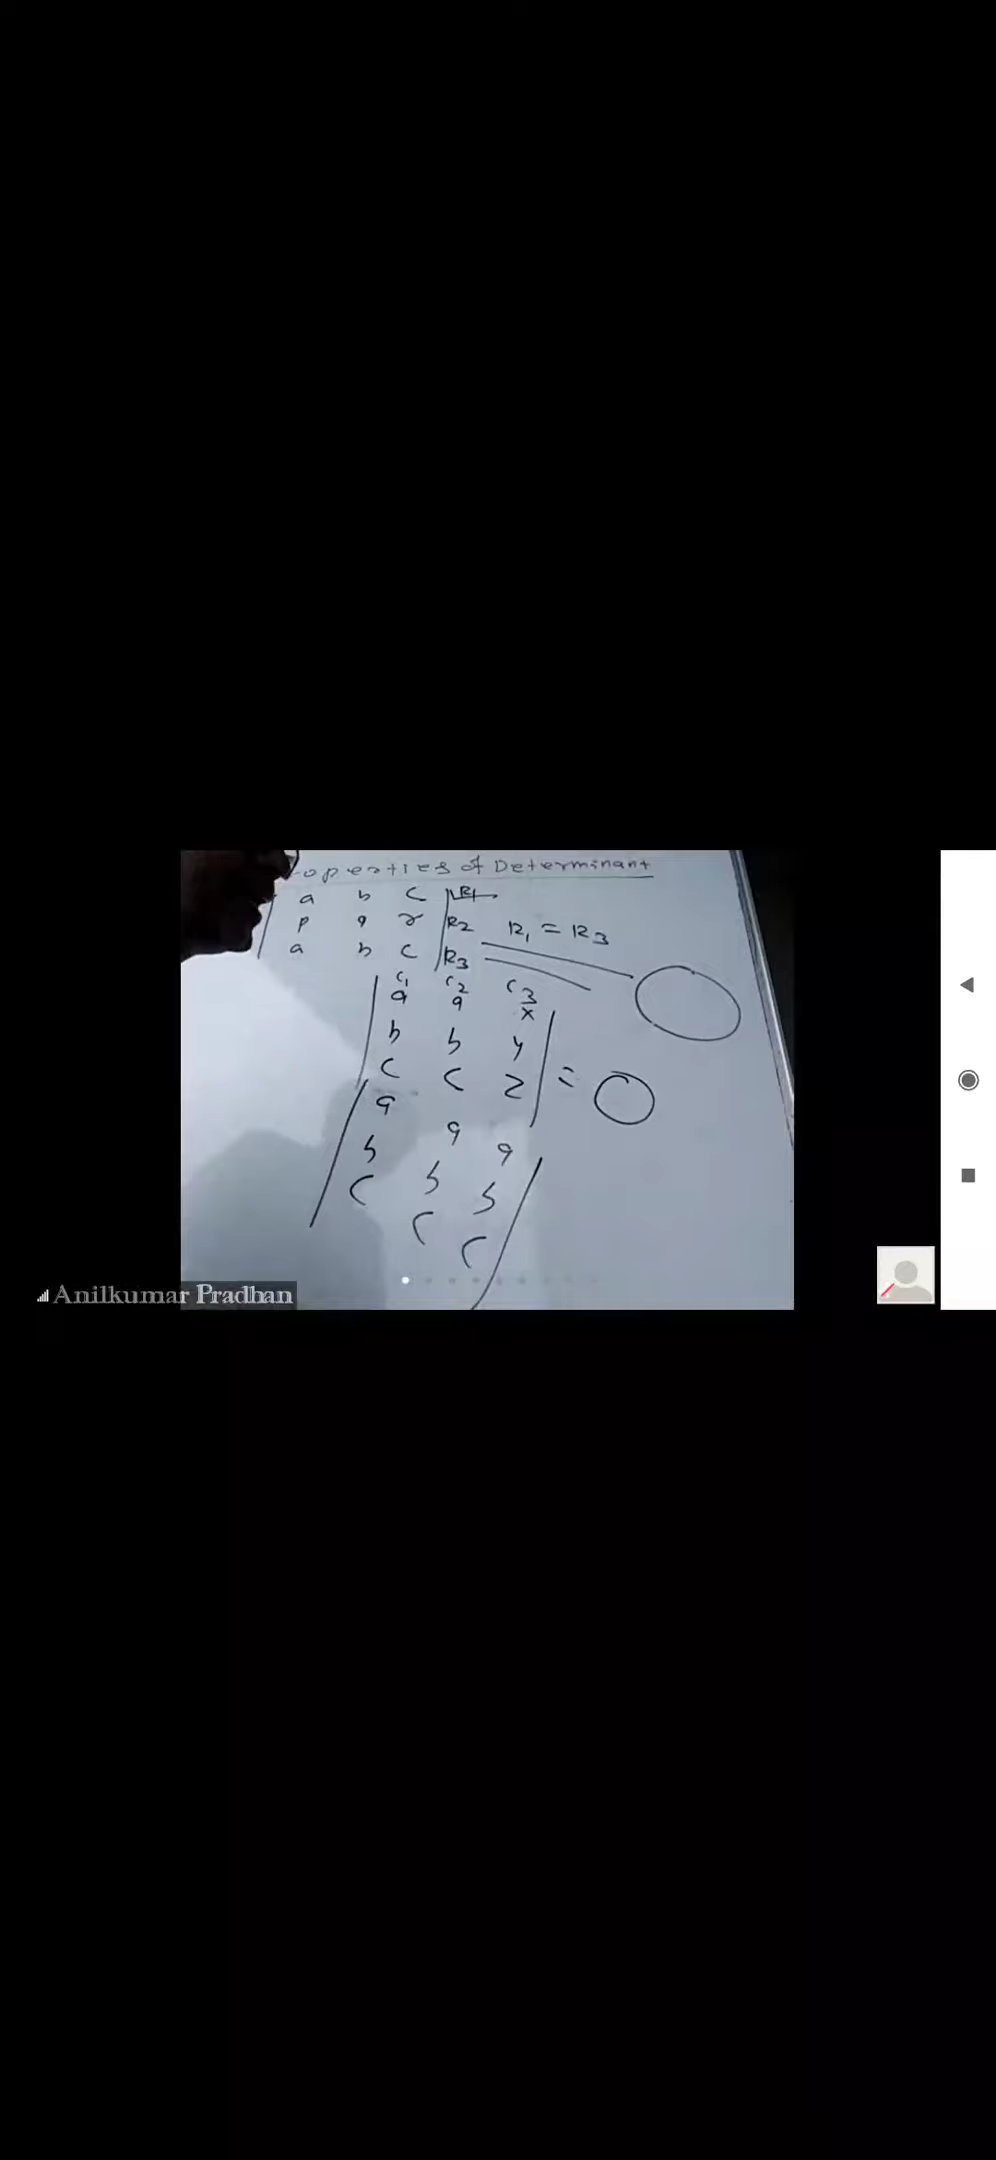 operties of Determinant
a b c | R1
p q r | R2 R1 = R3
a b c | R3
C1 C2 C3
a a x
b b y
c c z = 0
a a a
b b b
c c c
Anilkumar Pradhan